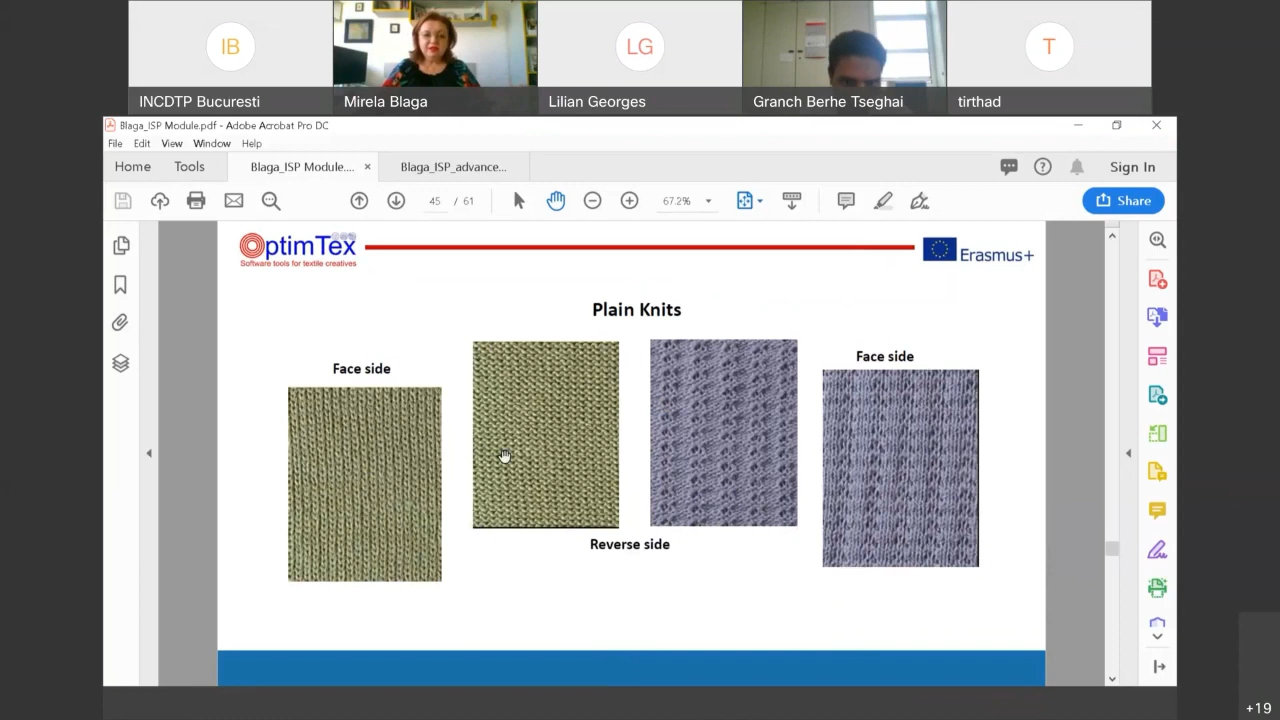 IB
LG
T
INCDTP Bucuresti
Mirela Blaga
Lilian Georges
Granch Berhe Tseghai
tirthad
Blaga_ISP Module.pdf - Adobe Acrobat Pro DC
File Edit View Window Help
Home Tools Blaga_ISP Module.... × Blaga_ISP_advance... Sign In
45 / 61 67.2% Share
OptimTex
Software tools for textile creatives
Erasmus+
Plain Knits
Face side
Face side
Reverse side
+19